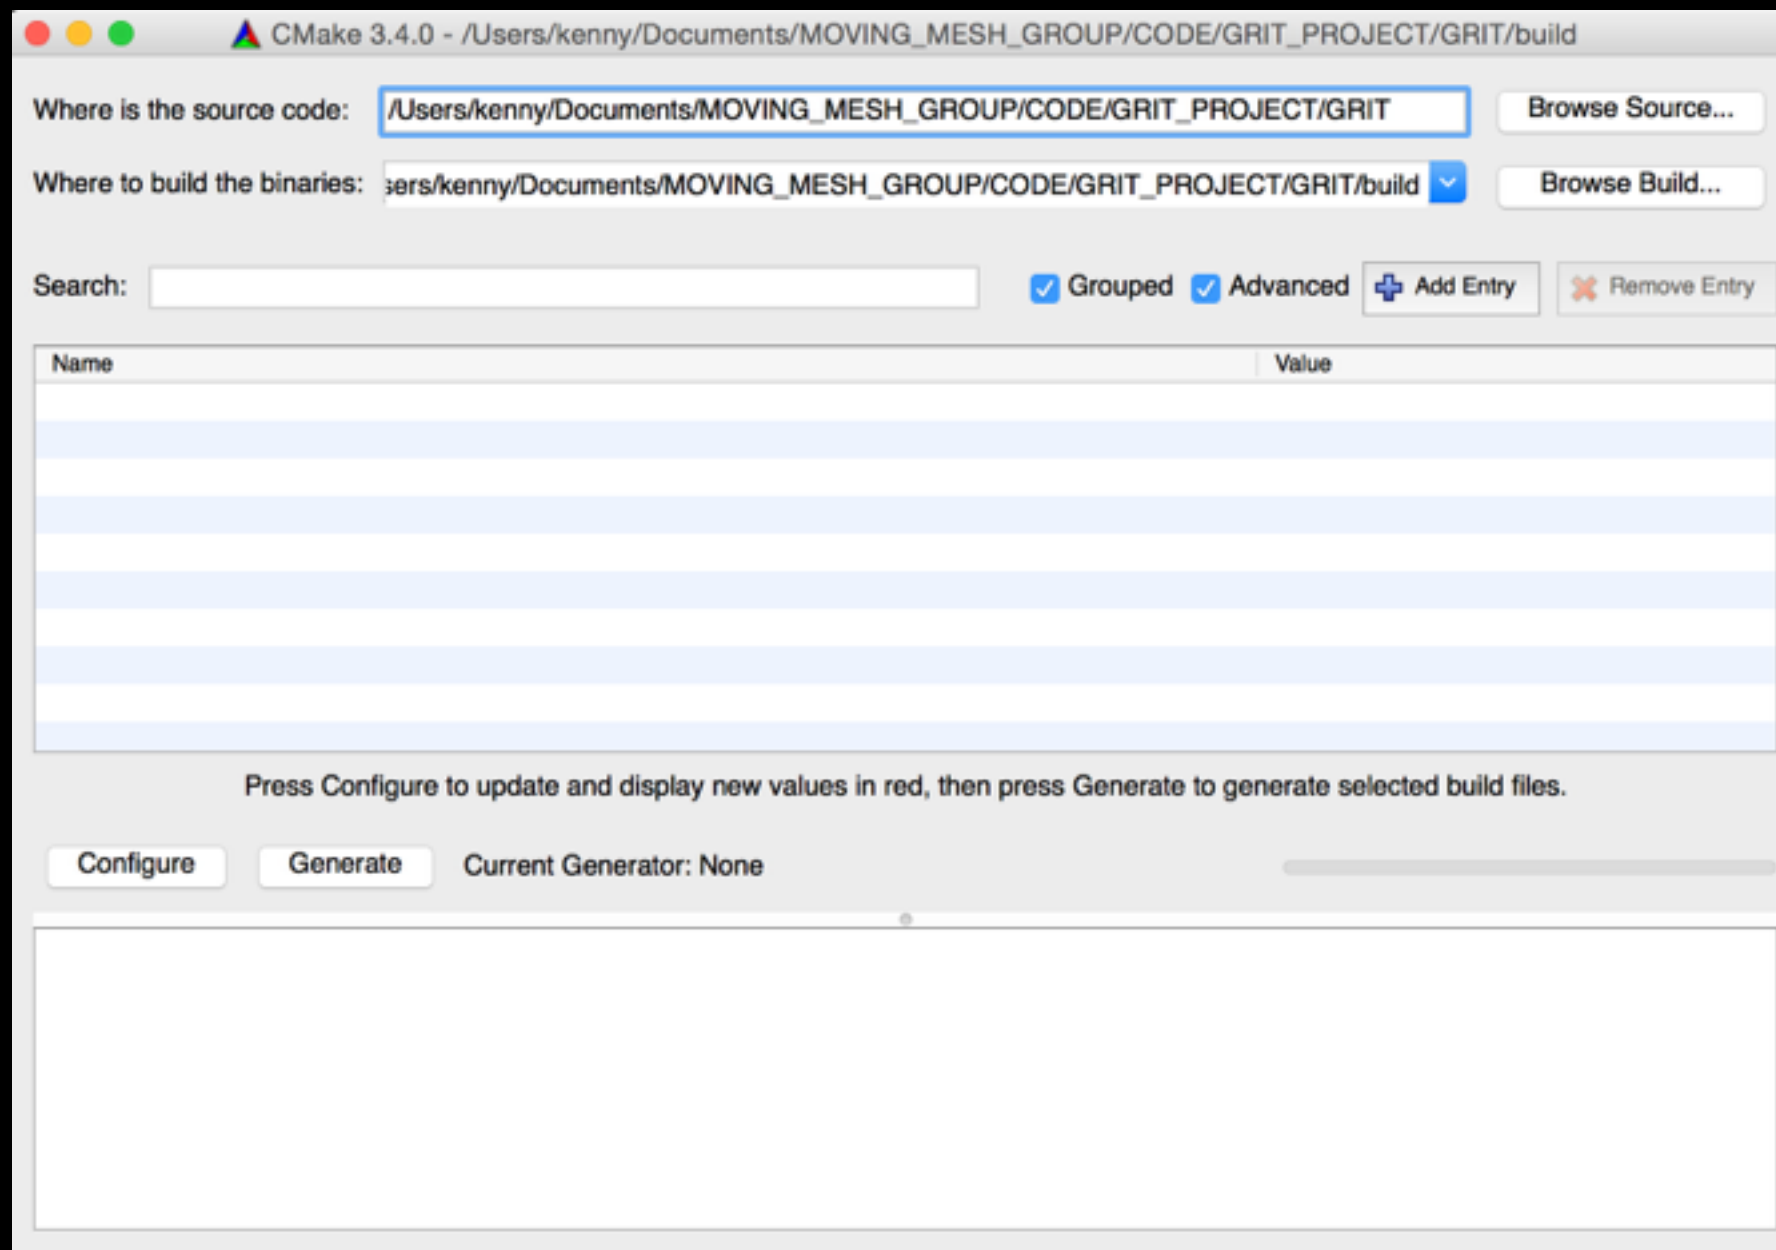 CMake 3.4.0 - /Users/kenny/Documents/MOVING_MESH_GROUP/CODE/GRIT_PROJECT/GRIT/build
Where is the source code: /Users/kenny/Documents/MOVING_MESH_GROUP/CODE/GRIT_PROJECT/GRIT Browse Source...
Where to build the binaries: sers/kenny/Documents/MOVING_MESH_GROUP/CODE/GRIT_PROJECT/GRIT/build Browse Build...
Search: Grouped Advanced Add Entry Remove Entry
Name Value
Press Configure to update and display new values in red, then press Generate to generate selected build files.
Configure Generate Current Generator: None